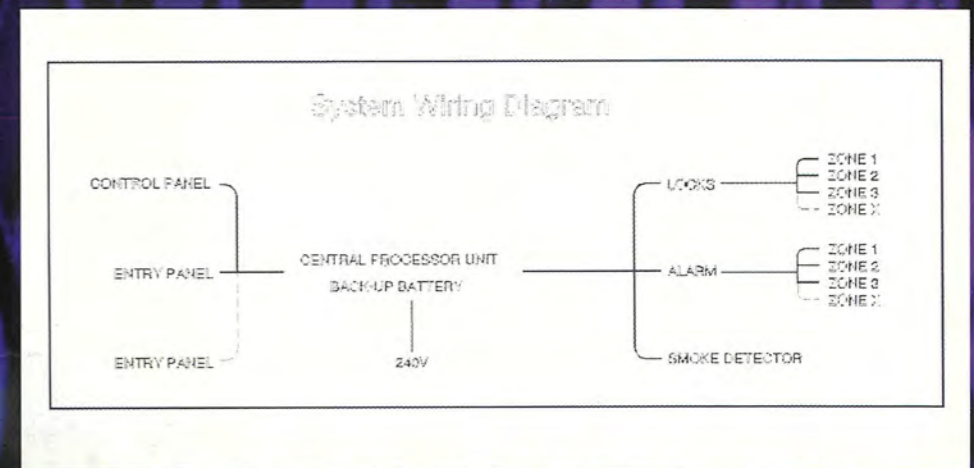 System Wiring Diagram
CONTROL PANEL
ENTRY PANEL
ENTRY PANEL
CENTRAL PROCESSOR UNIT
BACK-UP BATTERY
240V
LOCKS
ZONE 1
ZONE 2
ZONE 3
ZONE X
ALARM
ZONE 1
ZONE 2
ZONE 3
ZONE X
SMOKE DETECTOR